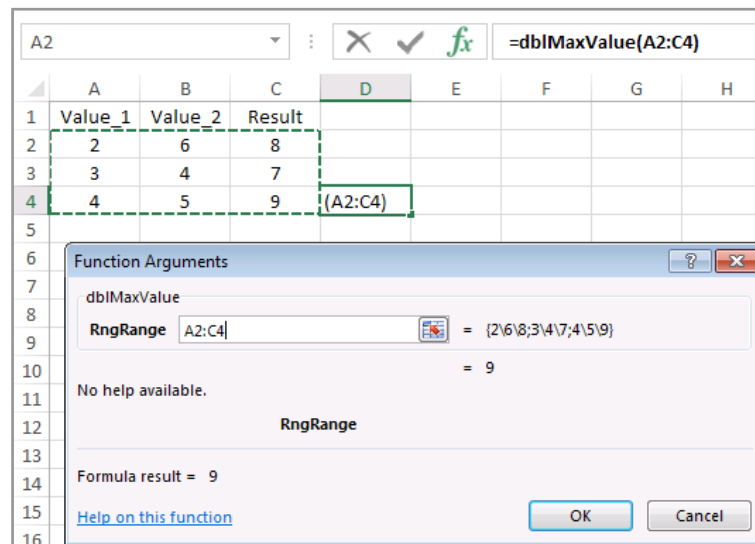 A2 =dblMaxValue(A2:C4)
A B C D E F G H
1 Value_1 Value_2 Result
2 2 6 8
3 3 4 7
4 4 5 9 (A2:C4)
5
6 Function Arguments ?
7
dblMaxValue
8
RngRange A2:C4 = {2\6\8;3\4\7;4\5\9}
9
10 = 9
11 No help available.
12 RngRange
13
14 Formula result = 9
15 Help on this function OK Cancel
16